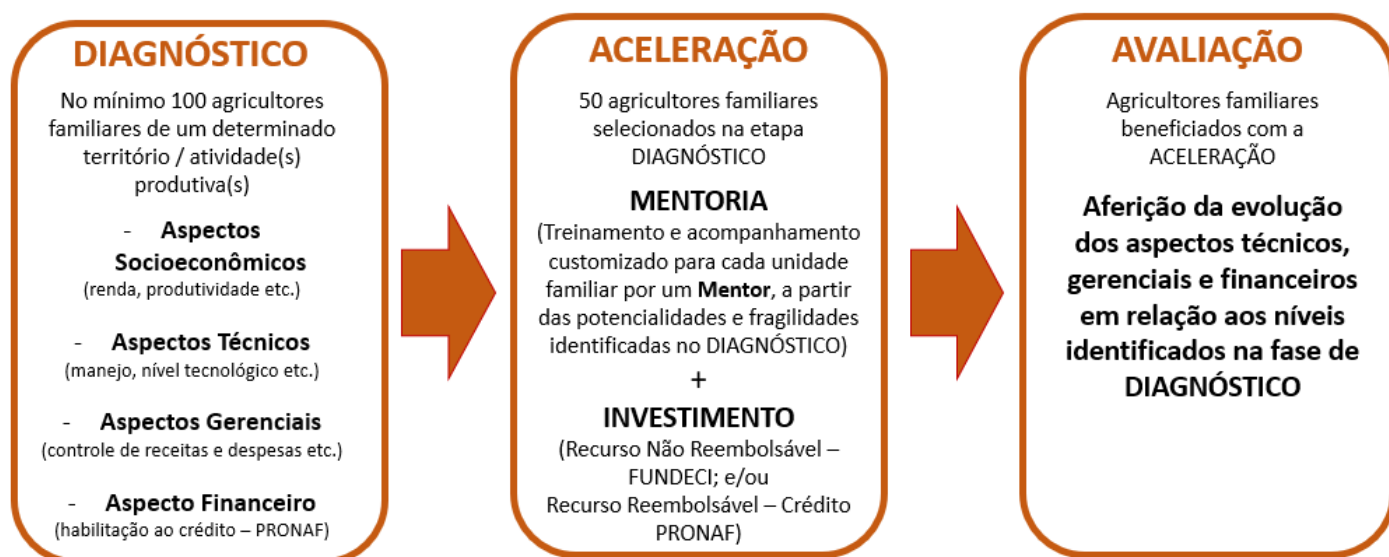 DIAGNÓSTICO
No mínimo 100 agricultores
familiares de um determinado
território / atividade(s)
produtiva(s)
- Aspectos
Socioeconômicos
(renda, produtividade etc.)
- Aspectos Técnicos
(manejo, nível tecnológico etc.)
- Aspectos Gerenciais
(controle de receitas e despesas etc.)
- Aspecto Financeiro
(habilitação ao crédito – PRONAF)
ACELERAÇÃO
50 agricultores familiares
selecionados na etapa
DIAGNÓSTICO
MENTORIA
(Treinamento e acompanhamento
customizado para cada unidade
familiar por um Mentor, a partir
das potencialidades e fragilidades
identificadas no DIAGNÓSTICO)
+
INVESTIMENTO
(Recurso Não Reembolsável –
FUNDECI; e/ou
Recurso Reembolsável – Crédito
PRONAF)
AVALIAÇÃO
Agricultores familiares
beneficiados com a
ACELERAÇÃO
Aferição da evolução
dos aspectos técnicos,
gerenciais e financeiros
em relação aos níveis
identificados na fase de
DIAGNÓSTICO